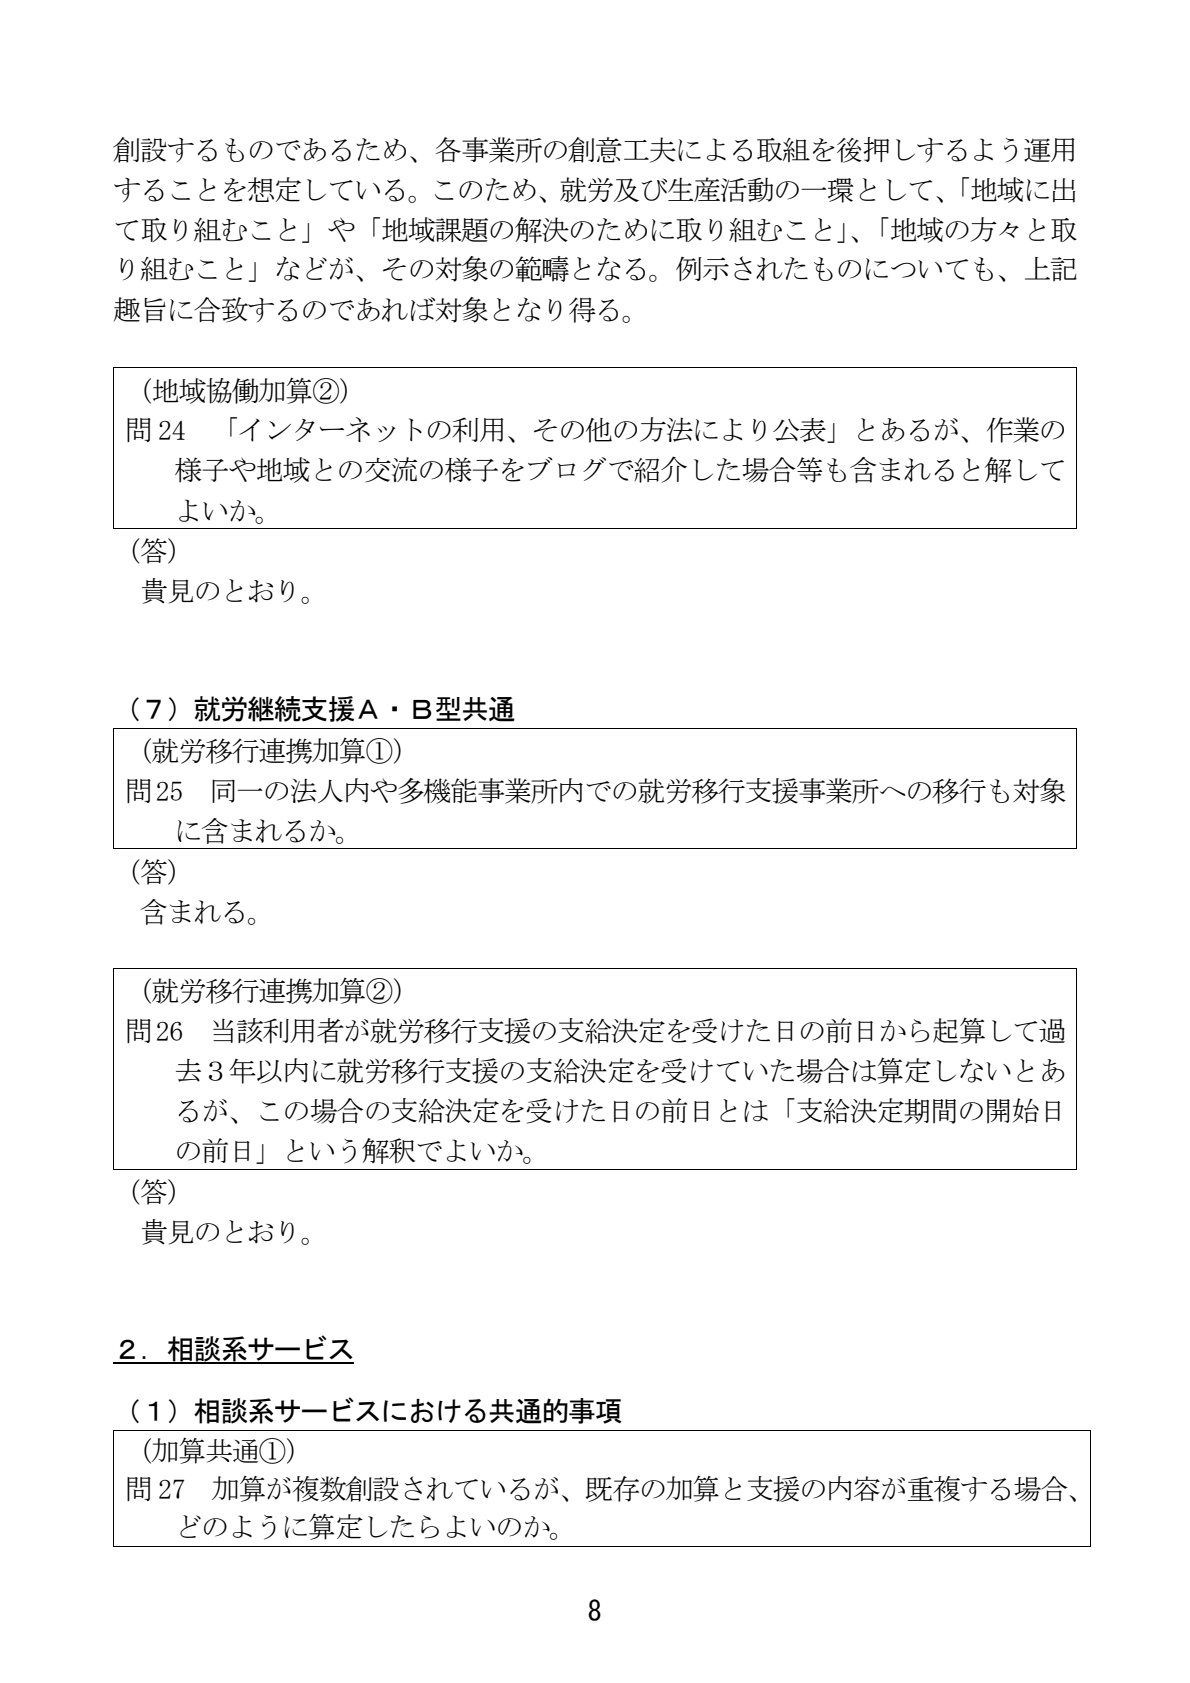 創設するものであるため、各事業所の創意工夫による取組を後押しするよう運用
することを想定している。このため、就労及び生産活動の一環として、「地域に出
て取り組むこと」や「地域課題の解決のために取り組むこと」、「地域の方々と取
り組むこと」などが、その対象の範疇となる。例示されたものについても、上記
趣旨に合致するのであれば対象となり得る。
（地域協働加算②）
問24　「インターネットの利用、その他の方法により公表」とあるが、作業の
様子や地域との交流の様子をブログで紹介した場合等も含まれると解して
よいか。
（答）
貴見のとおり。
（７）就労継続支援Ａ・Ｂ型共通
（就労移行連携加算①）
問25　同一の法人内や多機能事業所内での就労移行支援事業所への移行も対象
に含まれるか。
（答）
含まれる。
（就労移行連携加算②）
問26　当該利用者が就労移行支援の支給決定を受けた日の前日から起算して過
去３年以内に就労移行支援の支給決定を受けていた場合は算定しないとあ
るが、この場合の支給決定を受けた日の前日とは「支給決定期間の開始日
の前日」という解釈でよいか。
（答）
貴見のとおり。
２．相談系サービス
（１）相談系サービスにおける共通的事項
（加算共通①）
問27　加算が複数創設されているが、既存の加算と支援の内容が重複する場合、
どのように算定したらよいのか。
8